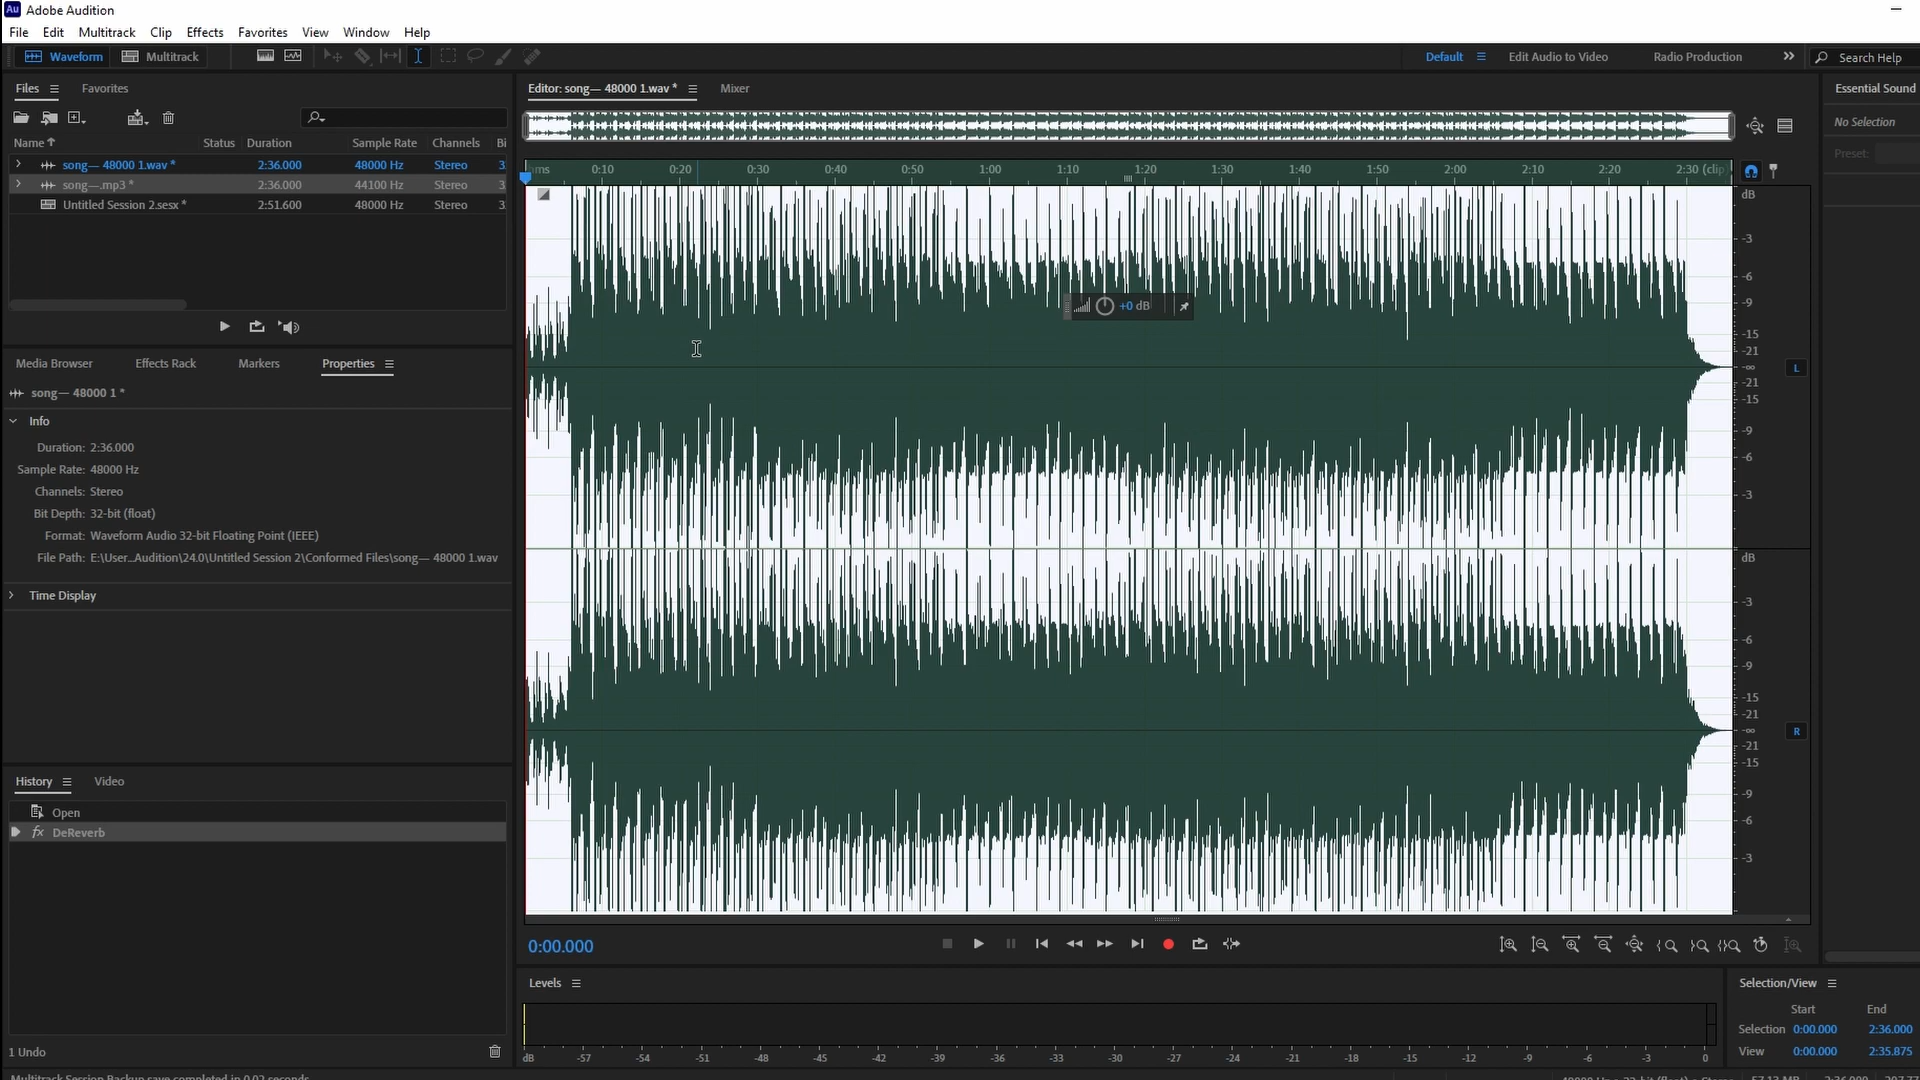 Au Adobe Audition
File Edit Multitrack Clip Effects Favorites View Window Help
Waveform Multitrack Default Edit Audio to Video Radio Production Search Help
Files Favorites
Name Status Duration Sample Rate Channels Bi
song— 48000 1.wav * 2:36.000 48000 Hz Stereo 3
song—.mp3 * 2:36.000 44100 Hz Stereo 3
Untitled Session 2.sesx * 2:51.600 48000 Hz Stereo 3
Media Browser Effects Rack Markers Properties
song— 48000 1 *
Info
Duration: 2:36.000
Sample Rate: 48000 Hz
Channels: Stereo
Bit Depth: 32-bit (float)
Format: Waveform Audio 32-bit Floating Point (IEEE)
File Path: E:\User...Audition\24.0\Untitled Session 2\Conformed Files\song— 48000 1.wav
Time Display
History Video
Open
fx DeReverb
1 Undo
Multitrack Session Backup save completed in 0.02 seconds
Editor: song— 48000 1.wav * Mixer
hms 0:10 0:20 0:30 0:40 0:50 1:00 1:10 1:20 1:30 1:40 1:50 2:00 2:10 2:20 2:30 (clip)
dB
-3
-6
-9
-15
-21
-∞
-21
-15
-9
-6
-3
L
+0 dB
dB
-3
-6
-9
-15
-21
-∞
-21
-15
-9
-6
-3
R
0:00.000
Levels
dB -57 -54 -51 -48 -45 -42 -39 -36 -33 -30 -27 -24 -21 -18 -15 -12 -9 -6 -3 0
Essential Sound
No Selection
Preset:
Selection/View
Start End
Selection 0:00.000 2:36.000
View 0:00.000 2:35.875